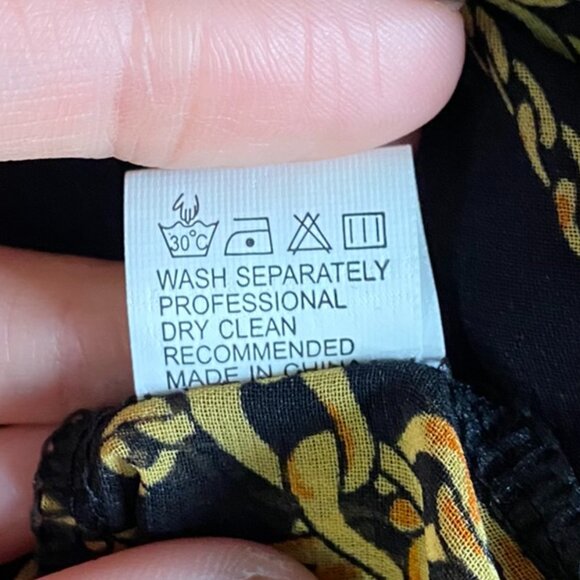 30°C
WASH SEPARATELY
PROFESSIONAL
DRY CLEAN
RECOMMENDED
MADE IN CHINA